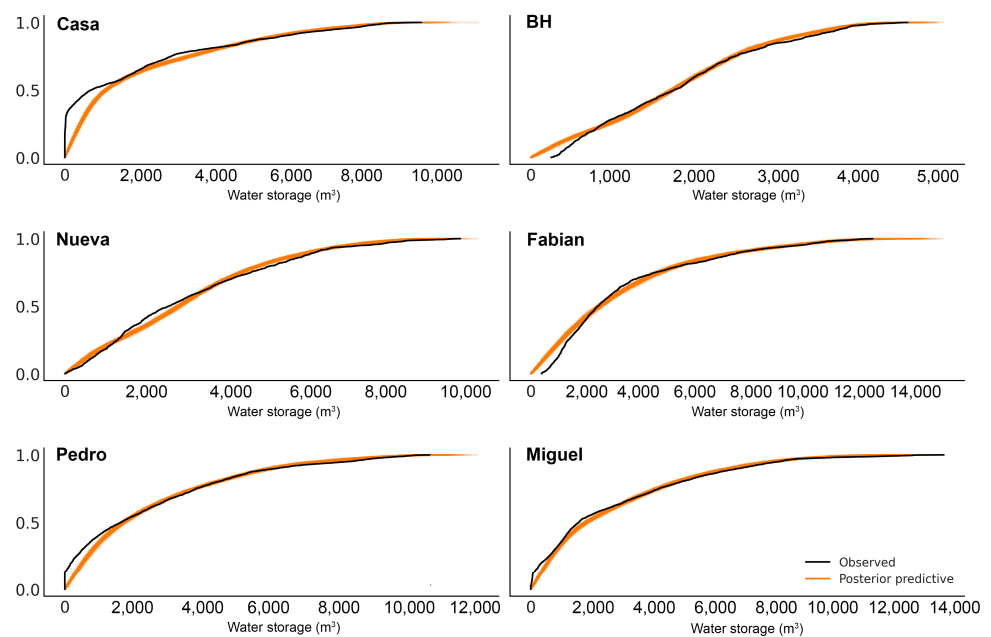 Casa
1.0
0.5
0.0
0 2,000 4,000 6,000 8,000 10,000
Water storage (m³)
BH
0 1,000 2,000 3,000 4,000 5,000
Water storage (m³)
Nueva
1.0
0.5
0.0
0 2,000 4,000 6,000 8,000 10,000
Water storage (m³)
Fabian
0 2,000 4,000 6,000 8,000 10,000 12,000 14,000
Water storage (m³)
Pedro
1.0
0.5
0.0
0 2,000 4,000 6,000 8,000 10,000 12,000
Water storage (m³)
Miguel
Observed
Posterior predictive
0 2,000 4,000 6,000 8,000 10,000 12,000 14,000
Water storage (m³)